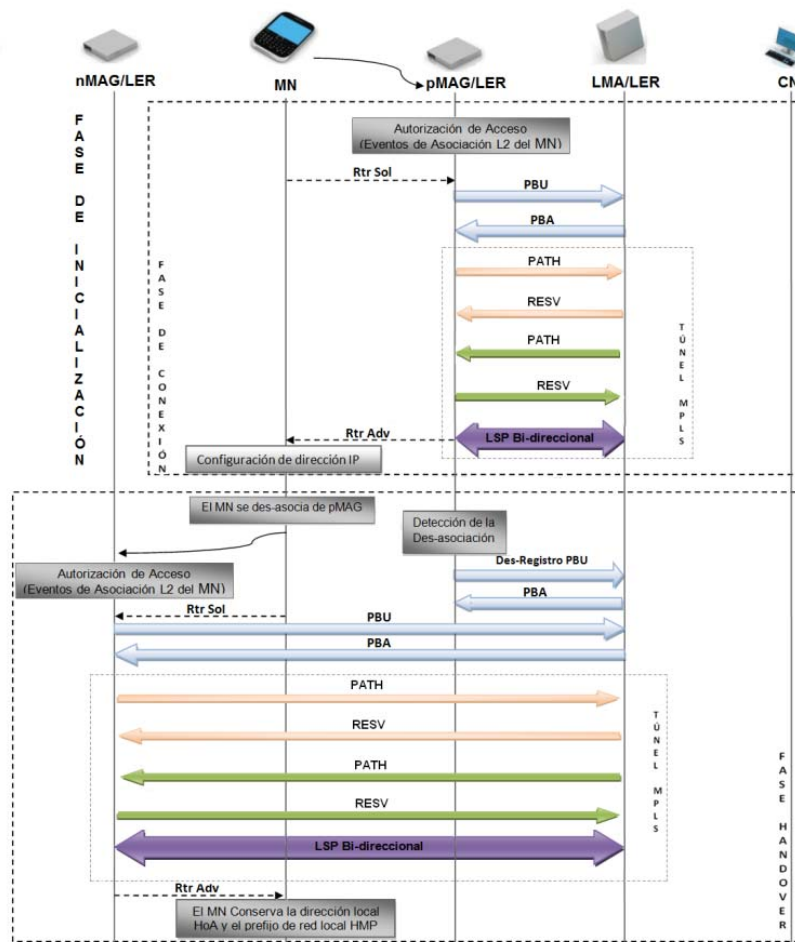 nMAG/LER
MN
pMAG/LER
LMA/LER
CN
FASE DE INICIALIZACIÓN
Autorización de Acceso
(Eventos de Asociación L2 del MN)
Rtr Sol
PBU
PBA
FASE DE CONEXIÓN
PATH
RESV
PATH
RESV
TÚNEL MPLS
Rtr Adv
LSP Bi-direccional
Configuración de dirección IP
El MN se des-asocia de pMAG
Detección de la
Des-asociación
Autorización de Acceso
(Eventos de Asociación L2 del MN)
Des-Registro PBU
PBA
Rtr Sol
PBU
PBA
PATH
RESV
PATH
RESV
LSP Bi-direccional
TÚNEL MPLS
FASE HANDOVER
Rtr Adv
El MN Conserva la dirección local
HoA y el prefijo de red local HMP